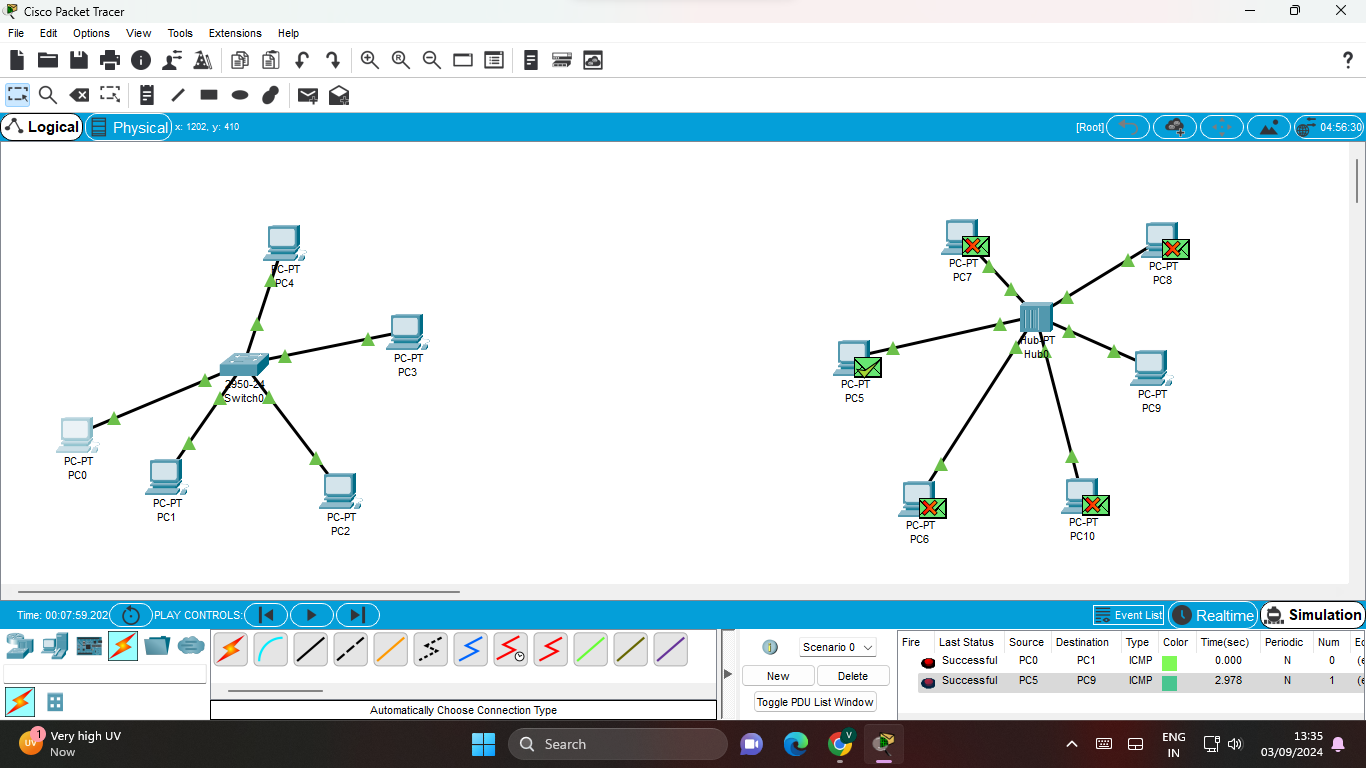 Cisco Packet Tracer
File Edit Options View Tools Extensions Help
Logical Physical x: 1202, y: 410 [Root] 04:56:30
PC-PT
PC4
PC-PT
PC3
2950-24
Switch0
PC-PT
PC0
PC-PT
PC1
PC-PT
PC2
PC-PT
PC7
PC-PT
PC8
Hub-PT
Hub0
PC-PT
PC5
PC-PT
PC9
PC-PT
PC6
PC-PT
PC10
Time: 00:07:59.202 PLAY CONTROLS: Event List Realtime Simulation
Scenario 0
New Delete
Toggle PDU List Window
Fire Last Status Source Destination Type Color Time(sec) Periodic Num Ec
Successful PC0 PC1 ICMP 0.000 N 0 (e
Successful PC5 PC9 ICMP 2.978 N 1 (e
Automatically Choose Connection Type
UV 1 Very high UV
Now
Search
V
ENG
IN
13:35
03/09/2024